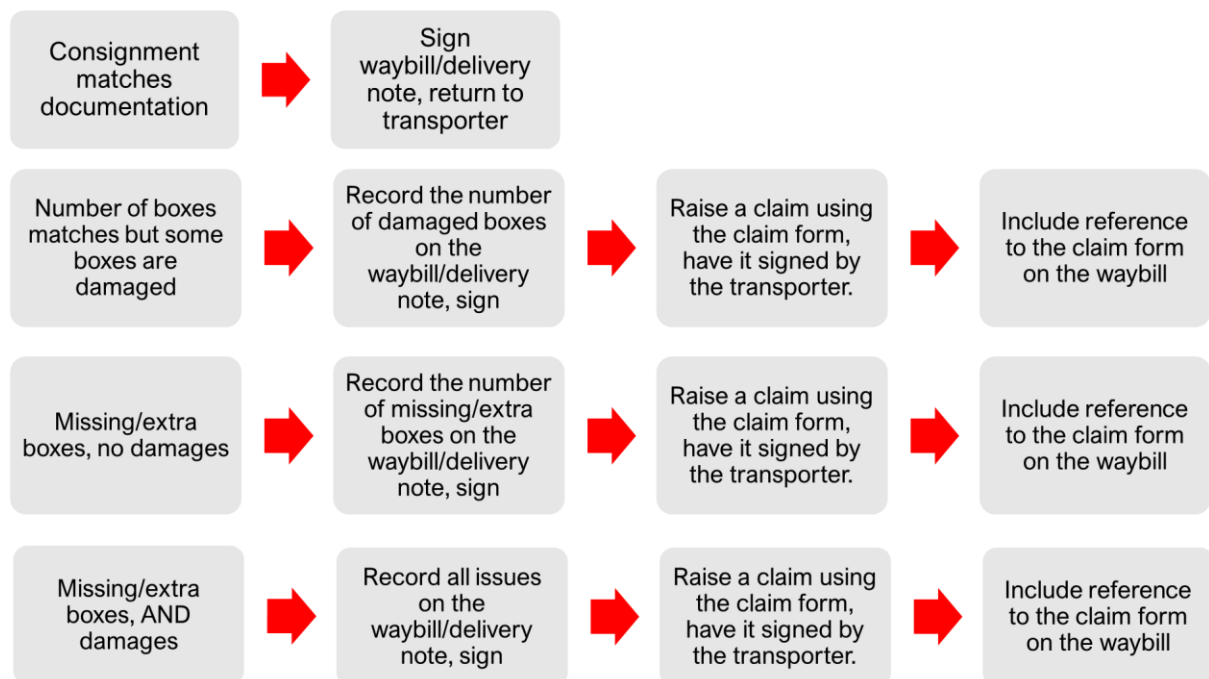 Consignment
matches
documentation
Sign
waybill/delivery
note, return to
transporter
Number of boxes
matches but some
boxes are
damaged
Record the number
of damaged boxes
on the
waybill/delivery
note, sign
Raise a claim using
the claim form,
have it signed by
the transporter.
Include reference
to the claim form
on the waybill
Missing/extra
boxes, no damages
Record the number
of missing/extra
boxes on the
waybill/delivery
note, sign
Raise a claim using
the claim form,
have it signed by
the transporter.
Include reference
to the claim form
on the waybill
Missing/extra
boxes, AND
damages
Record all issues
on the
waybill/delivery
note, sign
Raise a claim using
the claim form,
have it signed by
the transporter.
Include reference
to the claim form
on the waybill